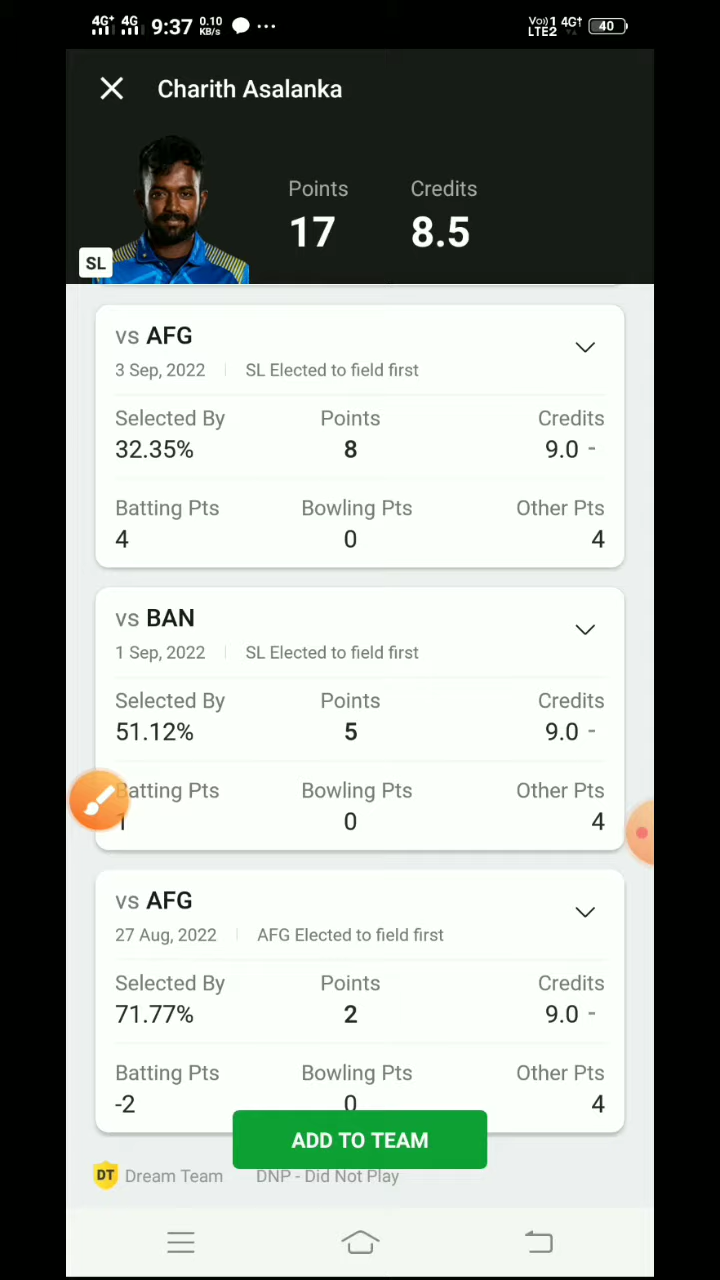 4G+ 4G 9:37 0.10 KB/s ... Vo)) 1 LTE2 4G↑ 40
Charith Asalanka
Points Credits
17 8.5
SL
vs AFG
3 Sep, 2022 | SL Elected to field first
Selected By Points Credits
32.35% 8 9.0 -
Batting Pts Bowling Pts Other Pts
4 0 4
vs BAN
1 Sep, 2022 | SL Elected to field first
Selected By Points Credits
51.12% 5 9.0 -
Batting Pts Bowling Pts Other Pts
1 0 4
vs AFG
27 Aug, 2022 | AFG Elected to field first
Selected By Points Credits
71.77% 2 9.0 -
Batting Pts Bowling Pts Other Pts
-2 0 4
ADD TO TEAM
DT Dream Team DNP - Did Not Play